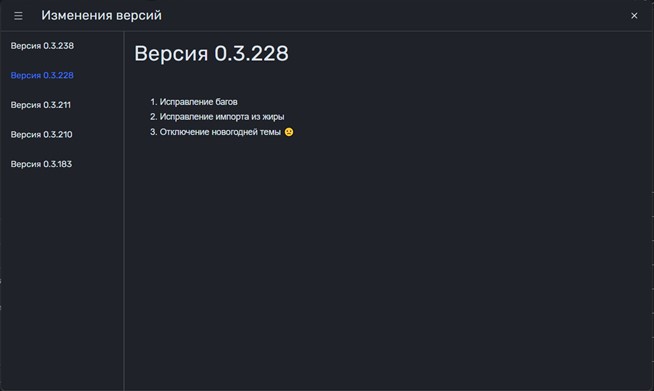 Изменения версий
Версия 0.3.238
Версия 0.3.228
Версия 0.3.211
Версия 0.3.210
Версия 0.3.183
Версия 0.3.228
1. Исправление багов
2. Исправление импорта из жиры
3. Отключение новогодней темы 😕